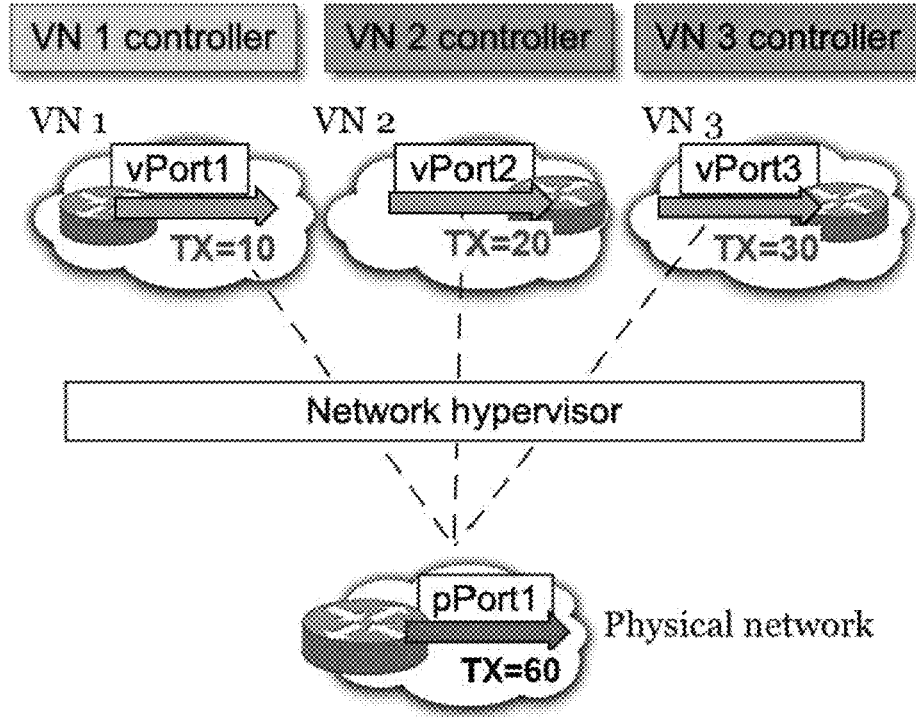 VN 1 controller
VN 2 controller
VN 3 controller
VN 1
VN 2
VN 3
vPort1
vPort2
vPort3
TX=10
TX=20
TX=30
Network hypervisor
pPort1
Physical network
TX=60